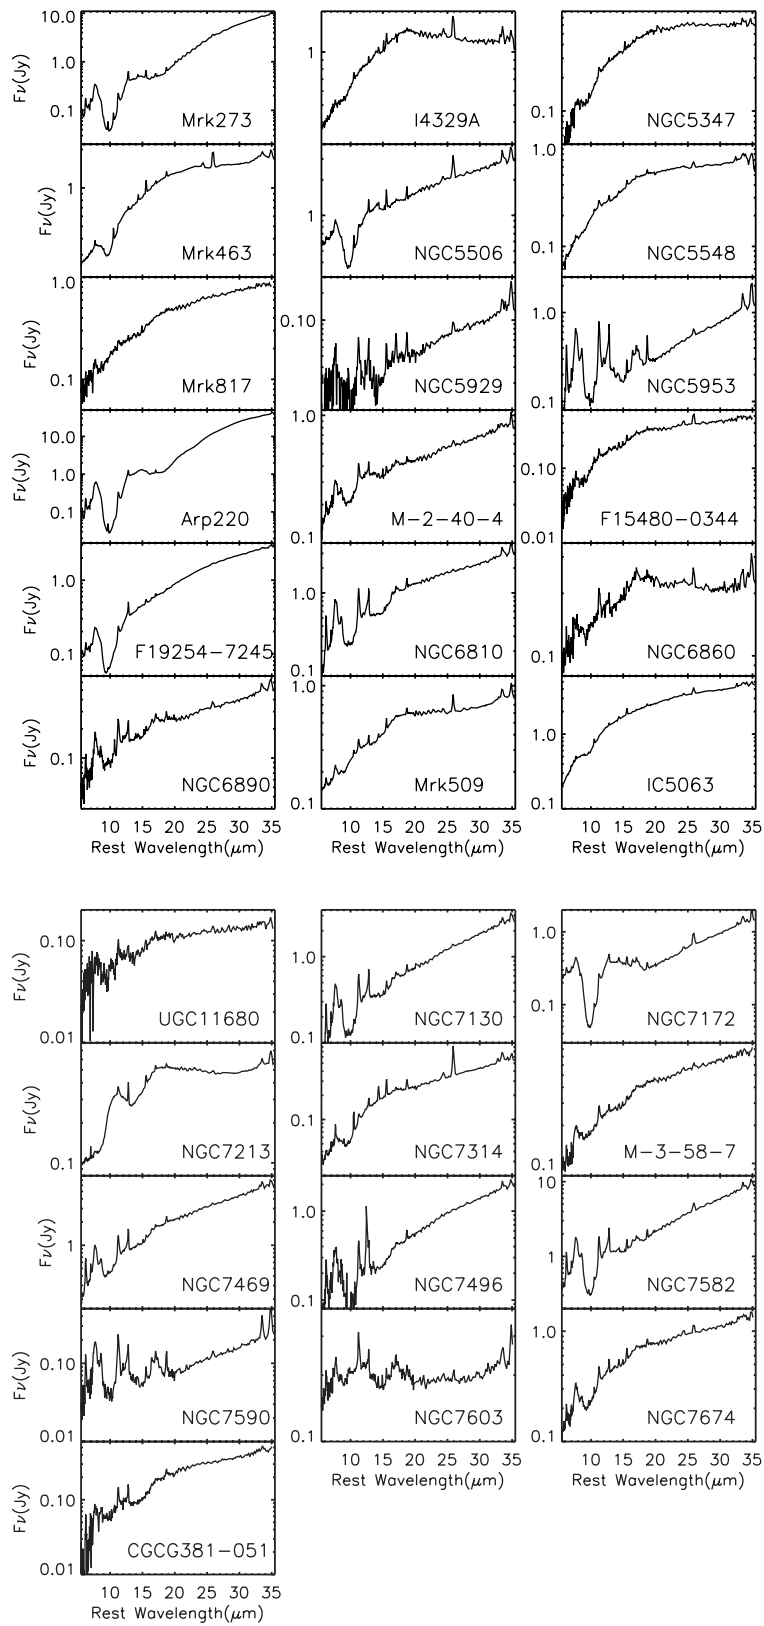 10.0
1.0
0.1
Fν(Jy)
Mrk273
1
I4329A
0.1
NGC5347
1
Fν(Jy)
Mrk463
1
NGC5506
1.0
0.1
NGC5548
1.0
0.1
Fν(Jy)
Mrk817
0.10
NGC5929
1.0
0.1
NGC5953
10.0
1.0
0.1
Fν(Jy)
Arp220
1.0
0.1
M-2-40-4
0.10
0.01
F15480-0344
1.0
0.1
Fν(Jy)
F19254-7245
1.0
0.1
NGC6810
0.1
NGC6860
0.1
Fν(Jy)
NGC6890
1.0
0.1
Mrk509
1.0
0.1
IC5063
10 15 20 25 30 35
10 15 20 25 30 35
10 15 20 25 30 35
Rest Wavelength(μm)
Rest Wavelength(μm)
Rest Wavelength(μm)
0.10
0.01
Fν(Jy)
UGC11680
1.0
0.1
NGC7130
1.0
0.1
NGC7172
0.1
Fν(Jy)
NGC7213
0.1
NGC7314
0.1
M-3-58-7
1
Fν(Jy)
NGC7469
1.0
0.1
NGC7496
10
1
NGC7582
0.10
0.01
Fν(Jy)
NGC7590
0.1
NGC7603
1.0
0.1
NGC7674
10 15 20 25 30 35
10 15 20 25 30 35
Rest Wavelength(μm)
Rest Wavelength(μm)
0.10
0.01
Fν(Jy)
CGCG381-051
10 15 20 25 30 35
Rest Wavelength(μm)